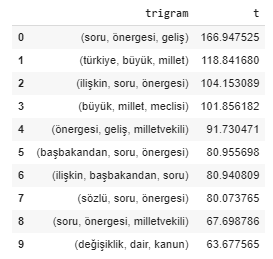 trigram t
0 (soru, önergesi, geliş) 166.947525
1 (türkiye, büyük, millet) 118.841680
2 (ilişkin, soru, önergesi) 104.153089
3 (büyük, millet, meclisi) 101.856182
4 (önergesi, geliş, milletvekili) 91.730471
5 (başbakandan, soru, önergesi) 80.955698
6 (ilişkin, başbakandan, soru) 80.940809
7 (sözlü, soru, önergesi) 80.073765
8 (soru, önergesi, milletvekili) 67.698786
9 (değişiklik, dair, kanun) 63.677565